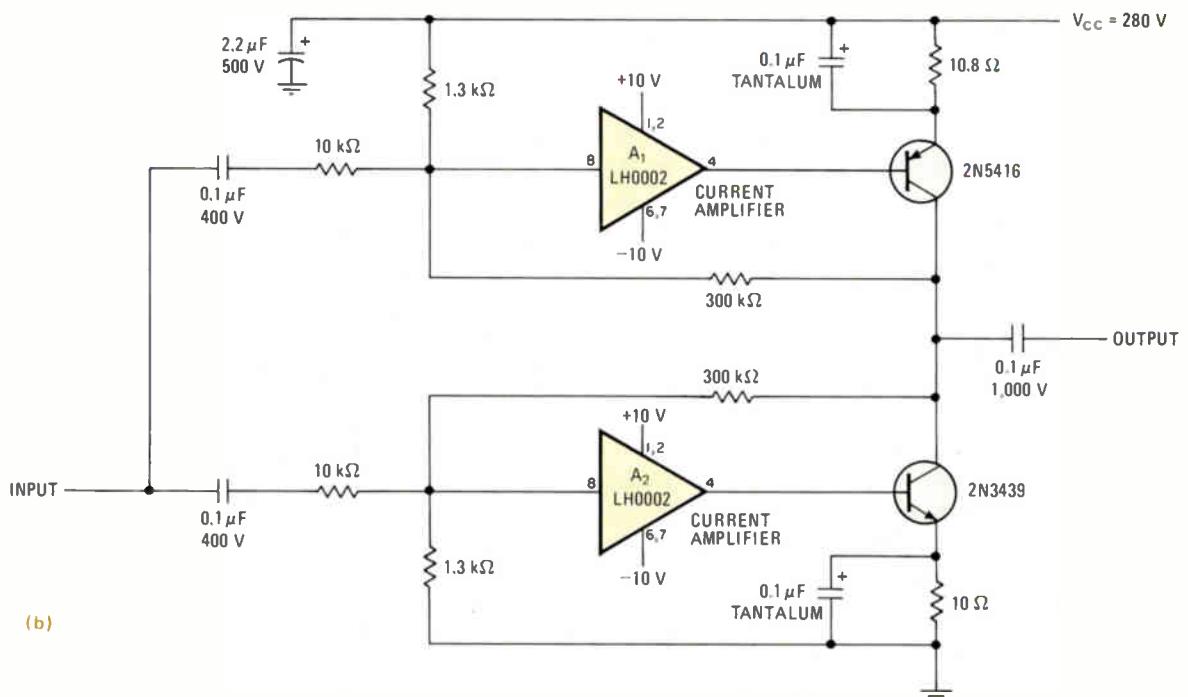 V_CC = 280 V
2.2 µF
500 V
+
1.3 kΩ
0.1 µF
TANTALUM
+
10.8 Ω
+10 V
1,2
10 kΩ
0.1 µF
400 V
8
A₁
LH0002
4
CURRENT
AMPLIFIER
6,7
−10 V
2N5416
300 kΩ
OUTPUT
0.1 µF
1,000 V
300 kΩ
+10 V
1,2
INPUT
10 kΩ
0.1 µF
400 V
8
A₂
LH0002
4
CURRENT
AMPLIFIER
6,7
−10 V
2N3439
1.3 kΩ
0.1 µF
TANTALUM
+
10 Ω
(b)